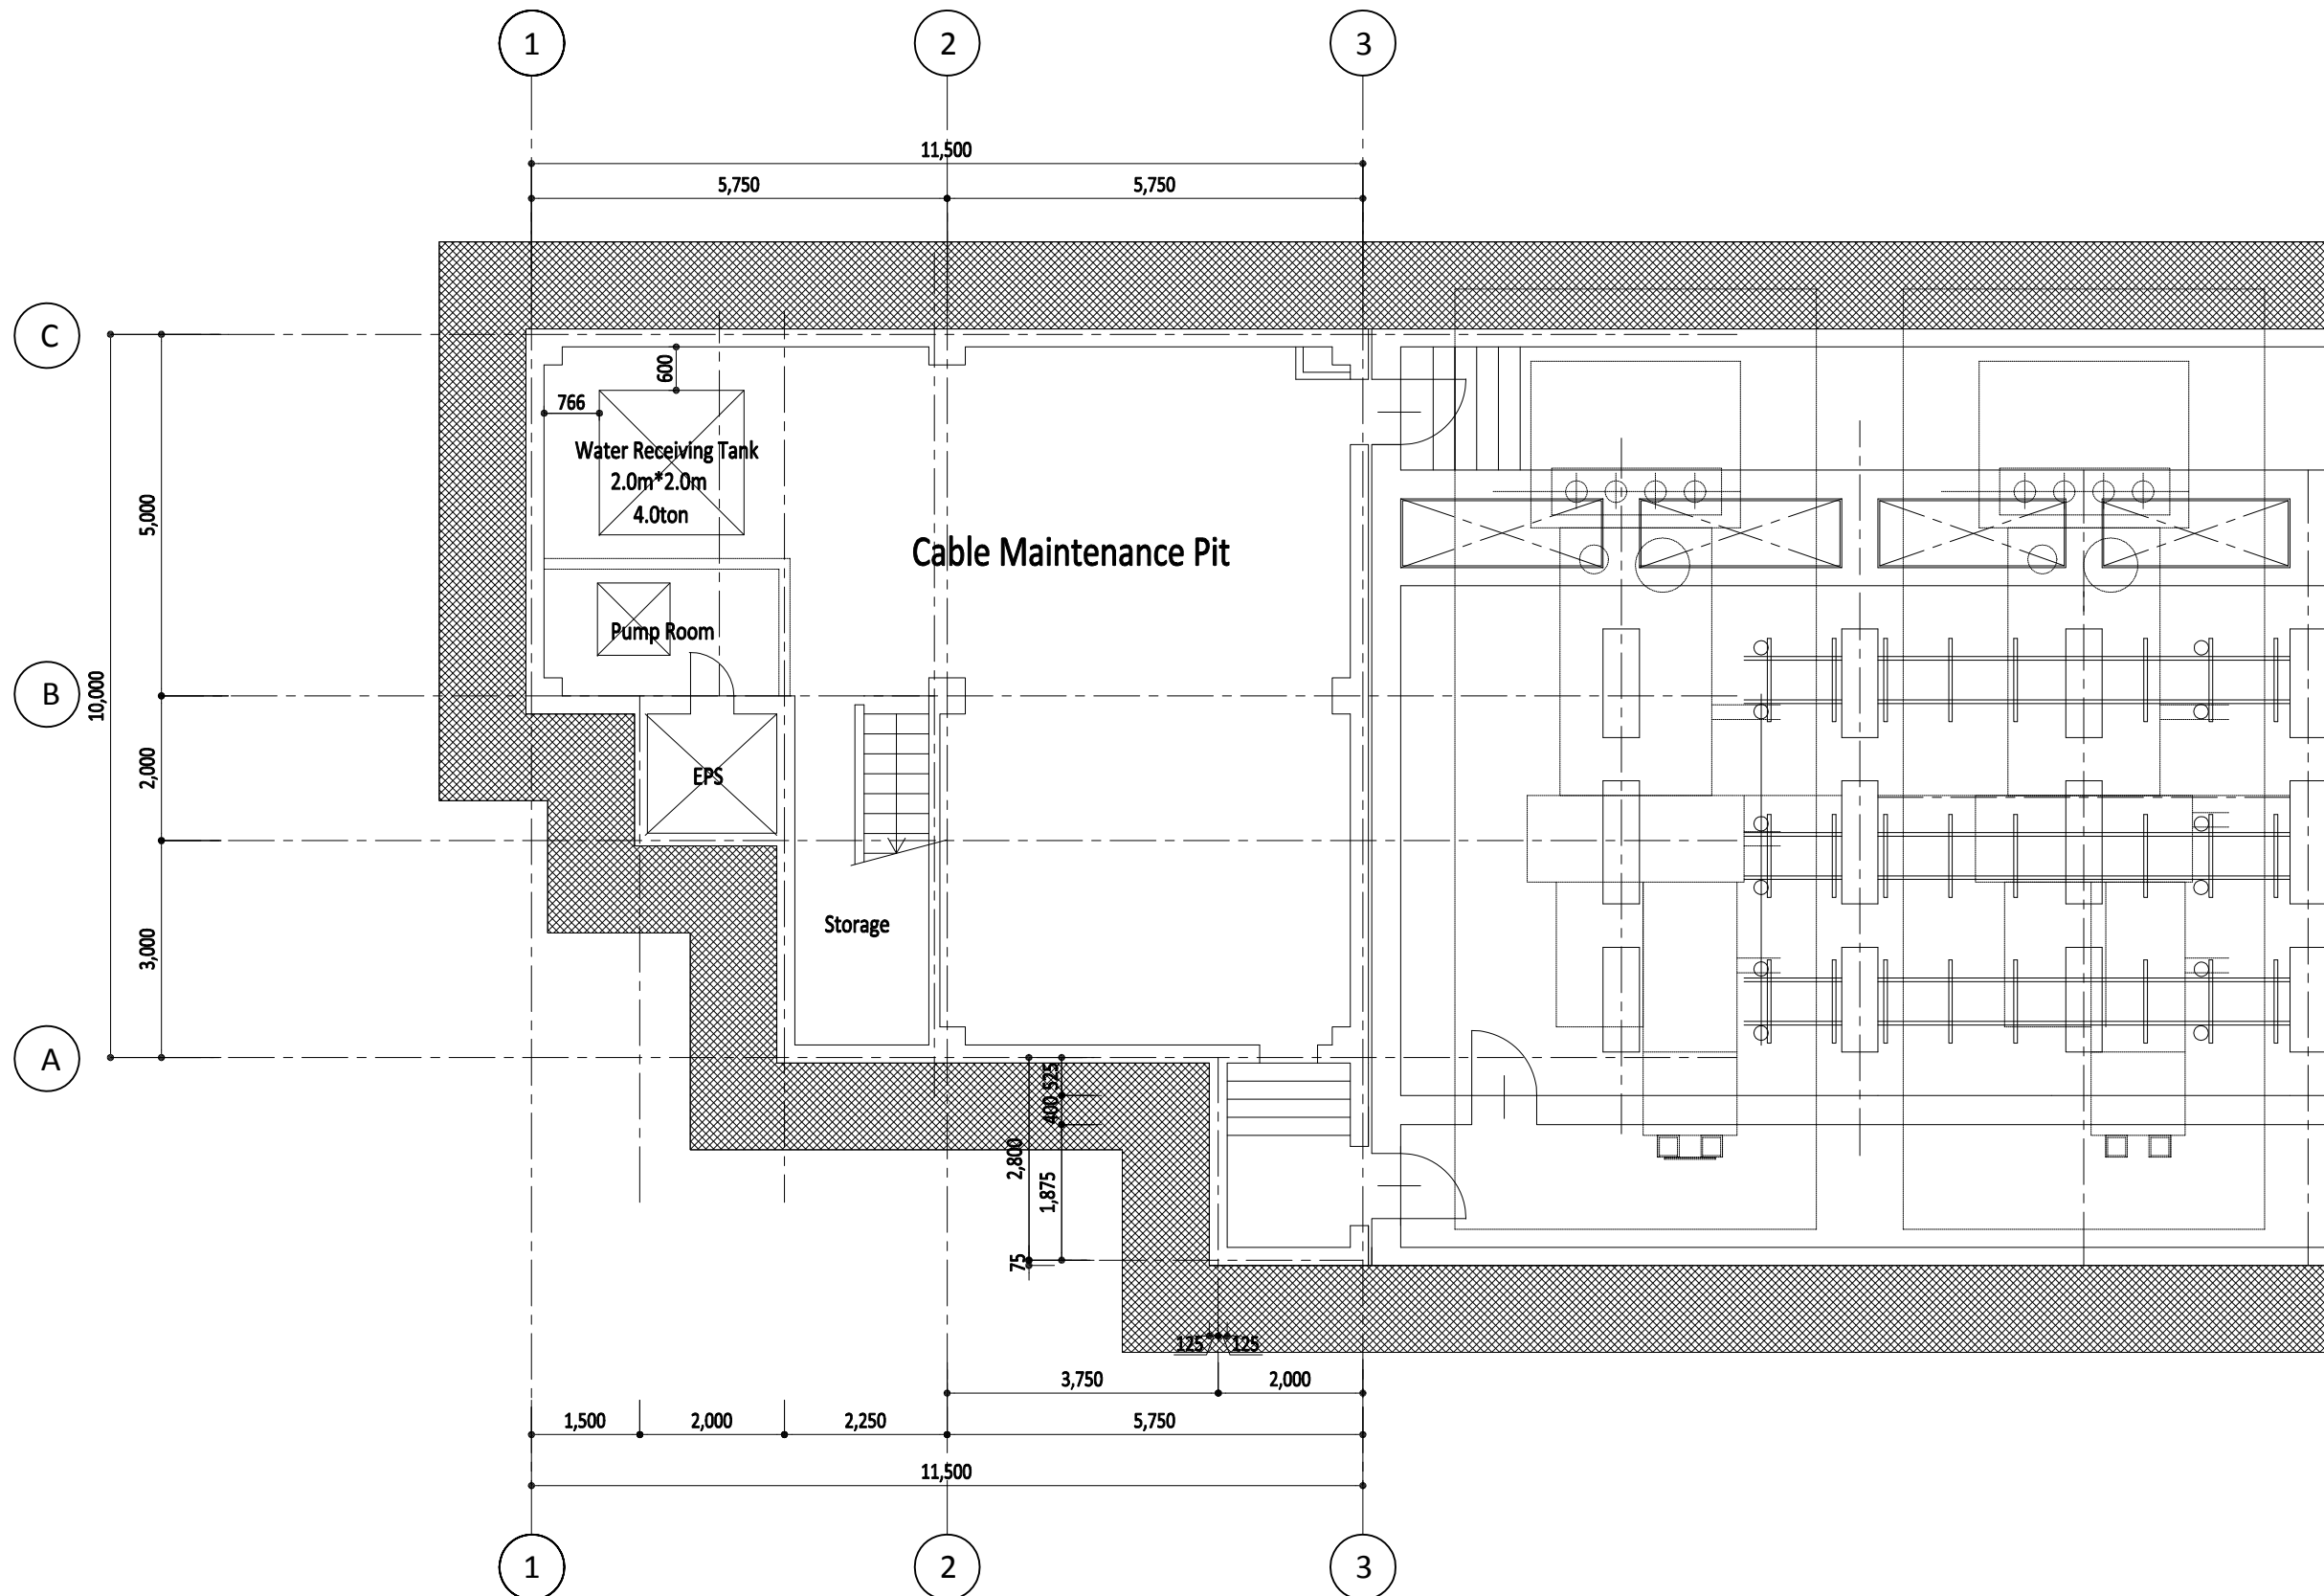 1
2
3
11,500
5,750
5,750
C
600
766
Water Receiving Tank
2.0m*2.0m
4.0ton
5,000
Cable Maintenance Pit
Pump Room
B
10,000
2,000
EPS
Storage
3,000
A
525
400
2,800
1,875
75
125
125
3,750
2,000
1,500
2,000
2,250
5,750
11,500
1
2
3